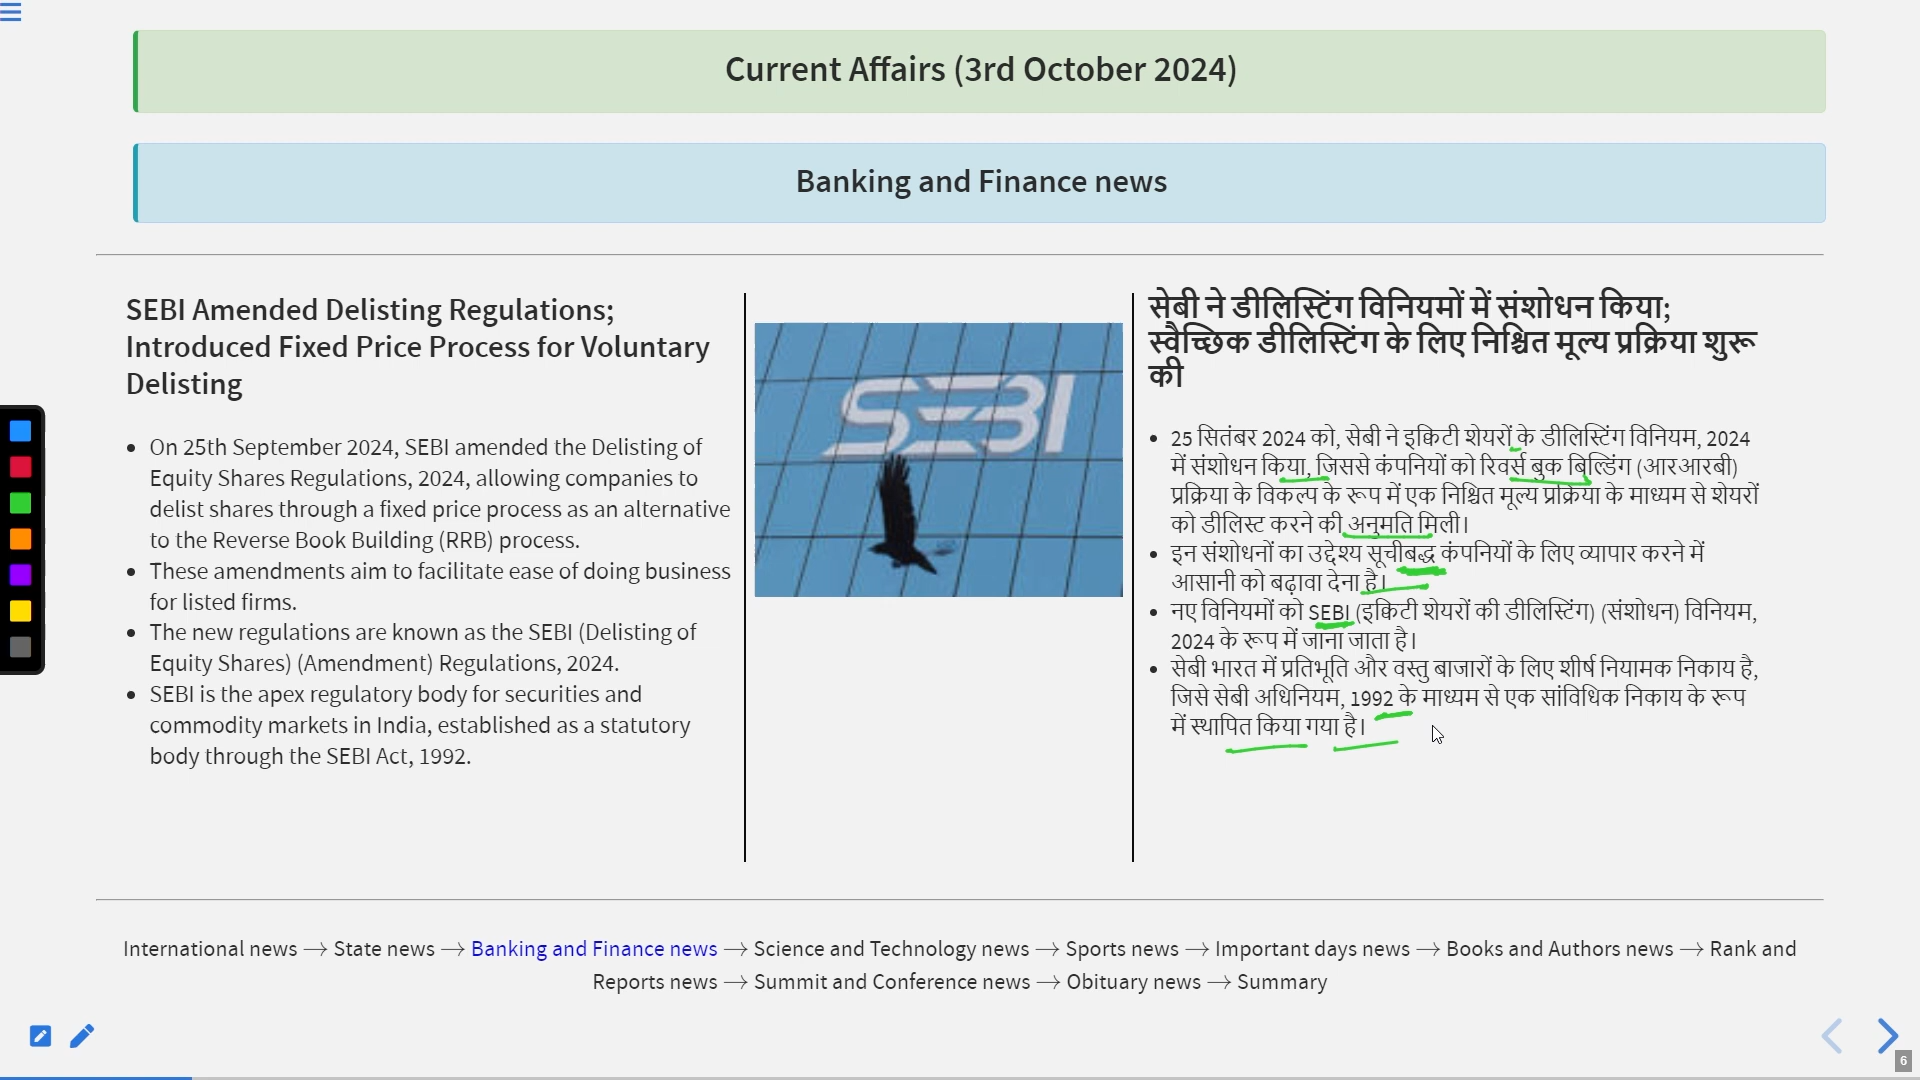 Current Affairs (3rd October 2024)
Banking and Finance news
SEBI Amended Delisting Regulations;
Introduced Fixed Price Process for Voluntary
Delisting
• On 25th September 2024, SEBI amended the Delisting of
Equity Shares Regulations, 2024, allowing companies to
delist shares through a fixed price process as an alternative
to the Reverse Book Building (RRB) process.
• These amendments aim to facilitate ease of doing business
for listed firms.
• The new regulations are known as the SEBI (Delisting of
Equity Shares) (Amendment) Regulations, 2024.
• SEBI is the apex regulatory body for securities and
commodity markets in India, established as a statutory
body through the SEBI Act, 1992.
SEBI
सेबी ने डीलिस्टिंग विनियमों में संशोधन किया;
स्वैच्छिक डीलिस्टिंग के लिए निश्चित मूल्य प्रक्रिया शुरू
की
• 25 सितंबर 2024 को, सेबी ने इक्विटी शेयरों के डीलिस्टिंग विनियम, 2024
में संशोधन किया, जिससे कंपनियों को रिवर्स बुक बिल्डिंग (आरआरबी)
प्रक्रिया के विकल्प के रूप में एक निश्चित मूल्य प्रक्रिया के माध्यम से शेयरों
को डीलिस्ट करने की अनुमति मिली।
• इन संशोधनों का उद्देश्य सूचीबद्ध कंपनियों के लिए व्यापार करने में
आसानी को बढ़ावा देना है।
• नए विनियमों को SEBI (इक्विटी शेयरों की डीलिस्टिंग) (संशोधन) विनियम,
2024 के रूप में जाना जाता है।
• सेबी भारत में प्रतिभूति और वस्तु बाजारों के लिए शीर्ष नियामक निकाय है,
जिसे सेबी अधिनियम, 1992 के माध्यम से एक सांविधिक निकाय के रूप
में स्थापित किया गया है।
International news → State news → Banking and Finance news → Science and Technology news → Sports news → Important days news → Books and Authors news → Rank and
Reports news → Summit and Conference news → Obituary news → Summary
6